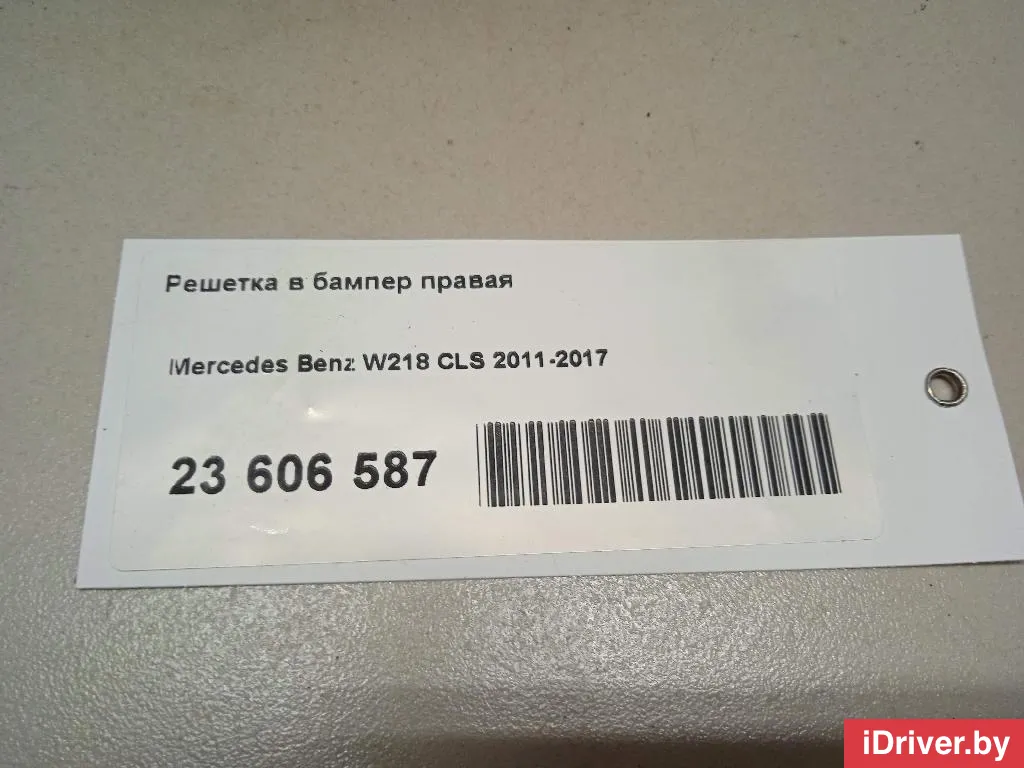 Решетка в бампер правая
Mercedes Benz W218 CLS 2011-2017
23 606 587
iDriver.by